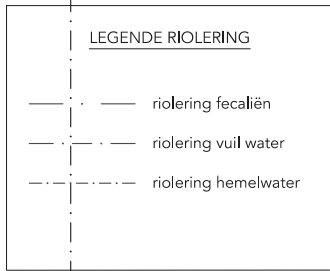 LEGENDE RIOLERING
riolering fecaliën
riolering vuil water
riolering hemelwater